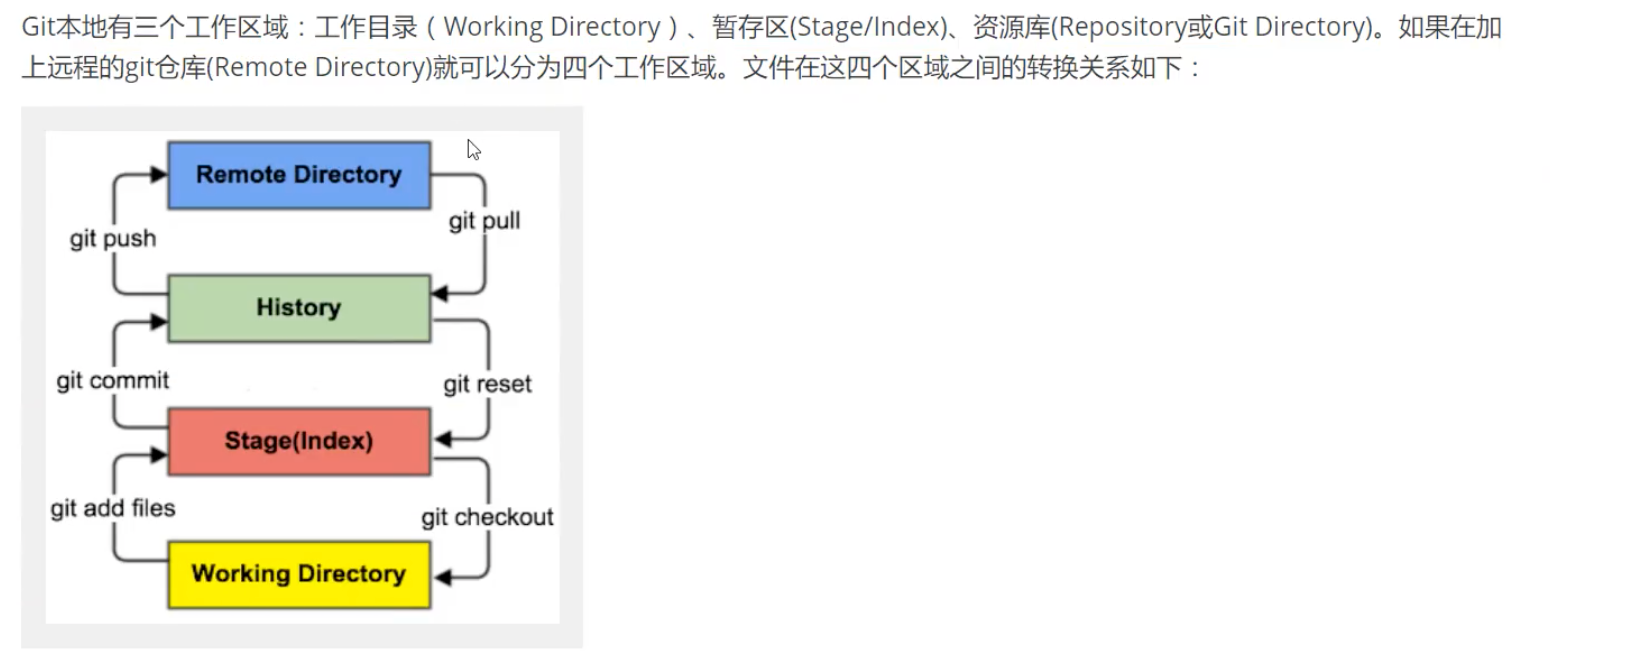 Git本地有三个工作区域：工作目录（Working Directory）、暂存区(Stage/Index)、资源库(Repository或Git Directory)。如果在加
上远程的git仓库(Remote Directory)就可以分为四个工作区域。文件在这四个区域之间的转换关系如下：
Remote Directory
git push
git pull
History
git commit
git reset
Stage(Index)
git add files
git checkout
Working Directory